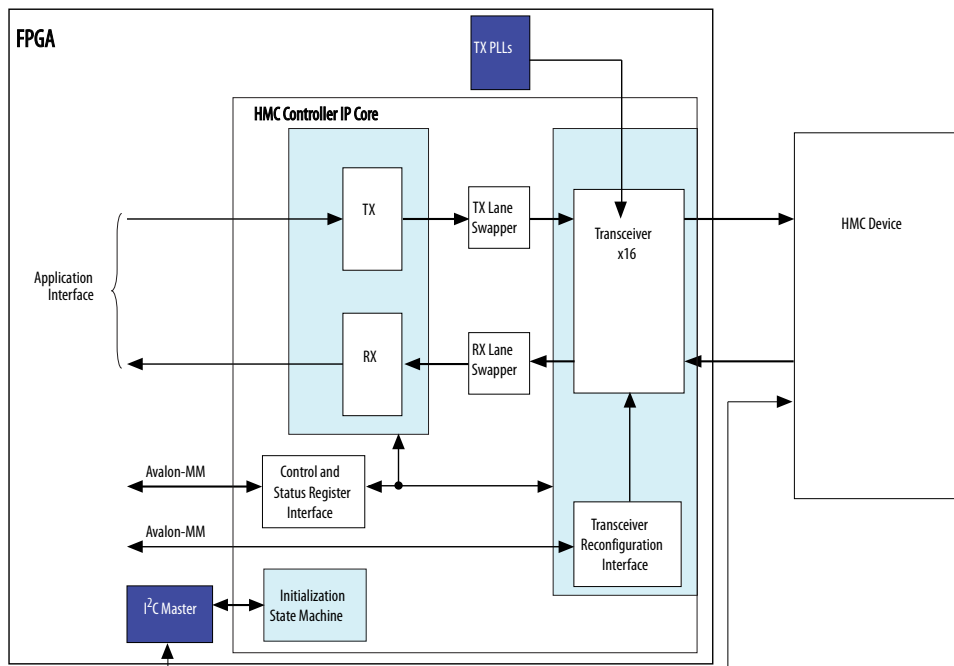 FPGA
TX PLLs
HMC Controller IP Core
TX
TX Lane
Swapper
Transceiver
x16
HMC Device
Application
Interface
RX
RX Lane
Swapper
Avalon-MM
Control and
Status Register
Interface
Avalon-MM
Transceiver
Reconfiguration
Interface
I²C Master
Initialization
State Machine